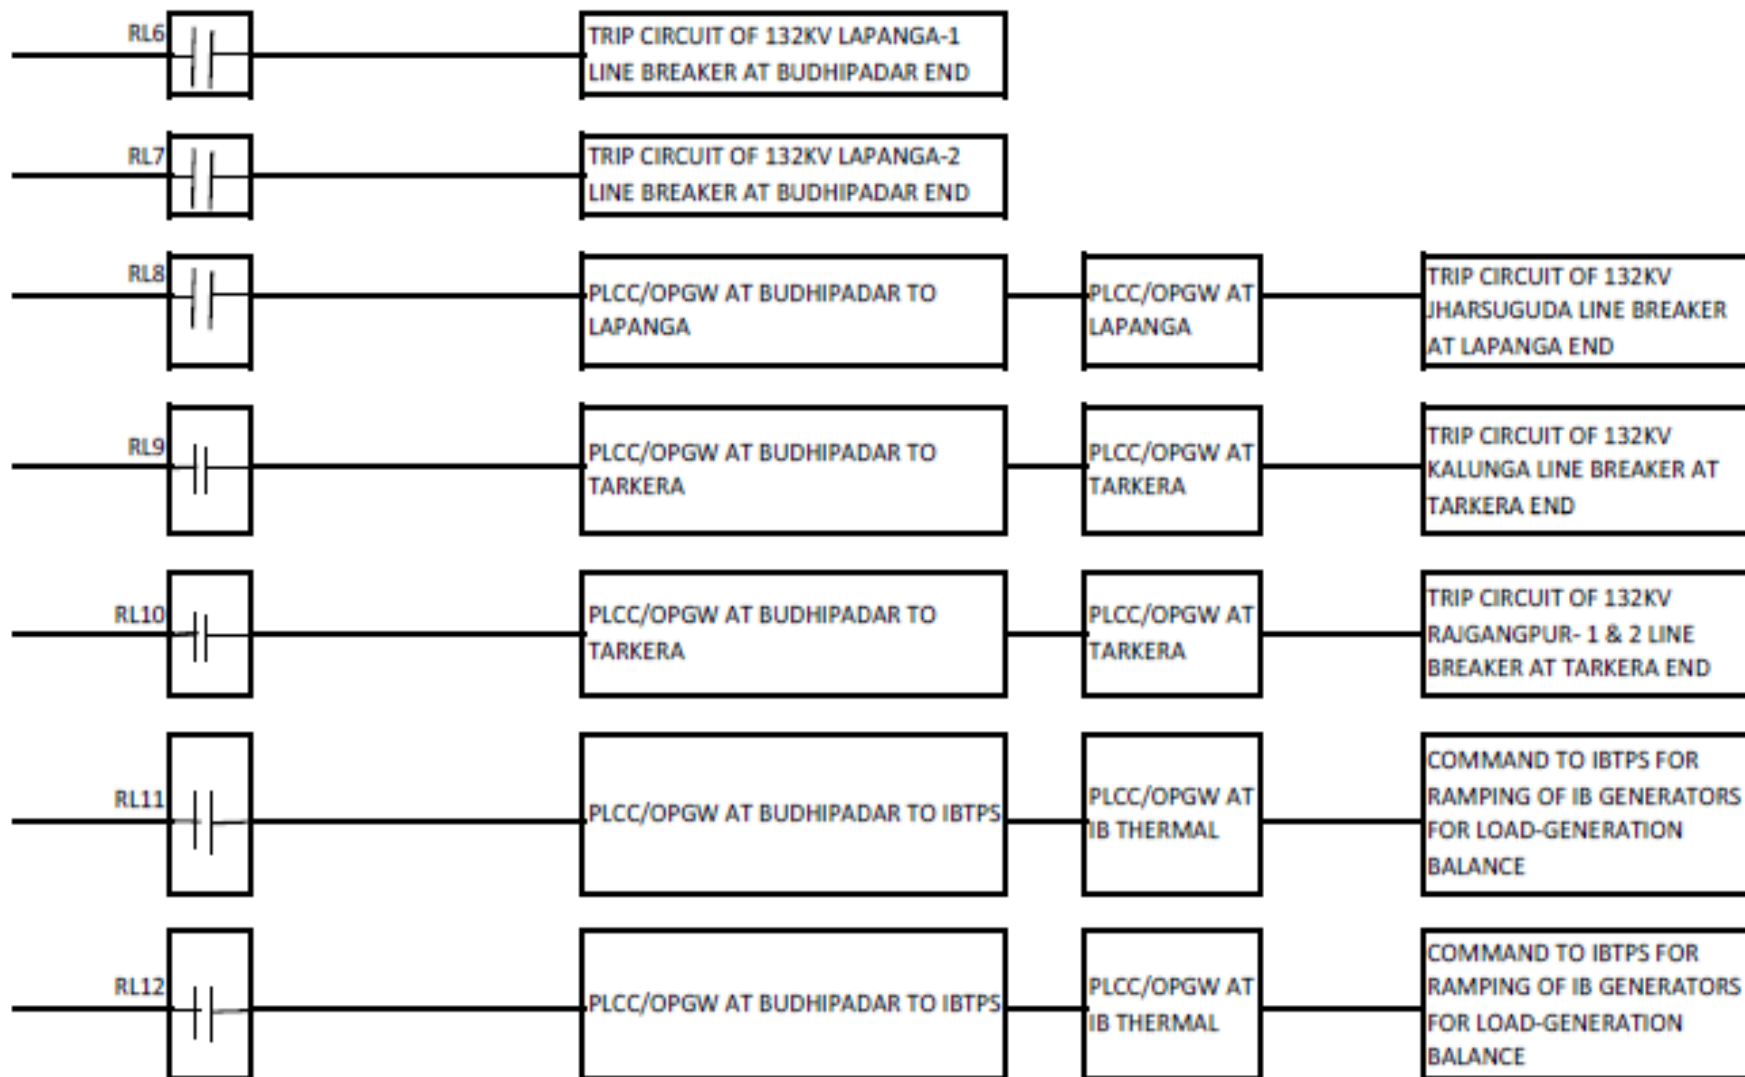 RL6
TRIP CIRCUIT OF 132KV LAPANGA-1
LINE BREAKER AT BUDHIPADAR END
RL7
TRIP CIRCUIT OF 132KV LAPANGA-2
LINE BREAKER AT BUDHIPADAR END
RL8
PLCC/OPGW AT BUDHIPADAR TO
LAPANGA
PLCC/OPGW AT
LAPANGA
TRIP CIRCUIT OF 132KV
JHARSUGUDA LINE BREAKER
AT LAPANGA END
RL9
PLCC/OPGW AT BUDHIPADAR TO
TARKERA
PLCC/OPGW AT
TARKERA
TRIP CIRCUIT OF 132KV
KALUNGA LINE BREAKER AT
TARKERA END
RL10
PLCC/OPGW AT BUDHIPADAR TO
TARKERA
PLCC/OPGW AT
TARKERA
TRIP CIRCUIT OF 132KV
RAJGANGPUR- 1 & 2 LINE
BREAKER AT TARKERA END
RL11
PLCC/OPGW AT BUDHIPADAR TO IBTPS
PLCC/OPGW AT
IB THERMAL
COMMAND TO IBTPS FOR
RAMPING OF IB GENERATORS
FOR LOAD-GENERATION
BALANCE
RL12
PLCC/OPGW AT BUDHIPADAR TO IBTPS
PLCC/OPGW AT
IB THERMAL
COMMAND TO IBTPS FOR
RAMPING OF IB GENERATORS
FOR LOAD-GENERATION
BALANCE